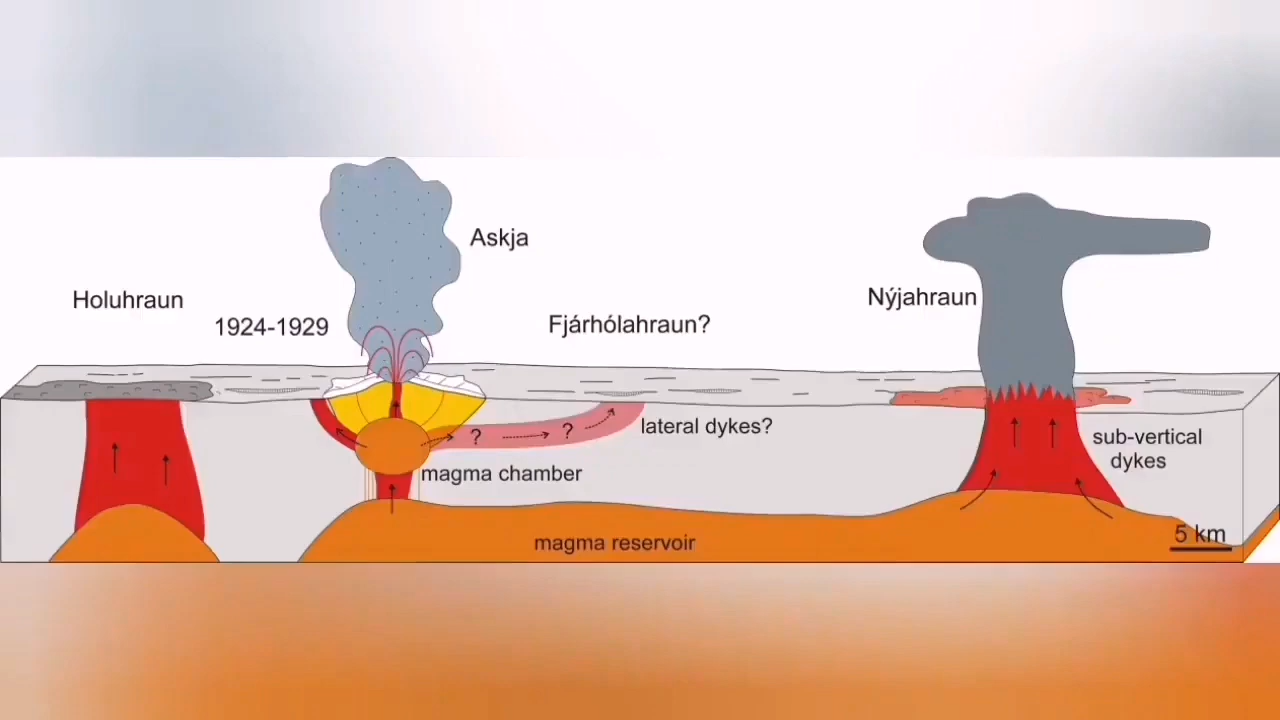 Askja
Holuhraun
Nýjahraun
1924-1929
Fjárhólahraun?
?
?
lateral dykes?
sub-vertical
dykes
magma chamber
5 km
magma reservoir